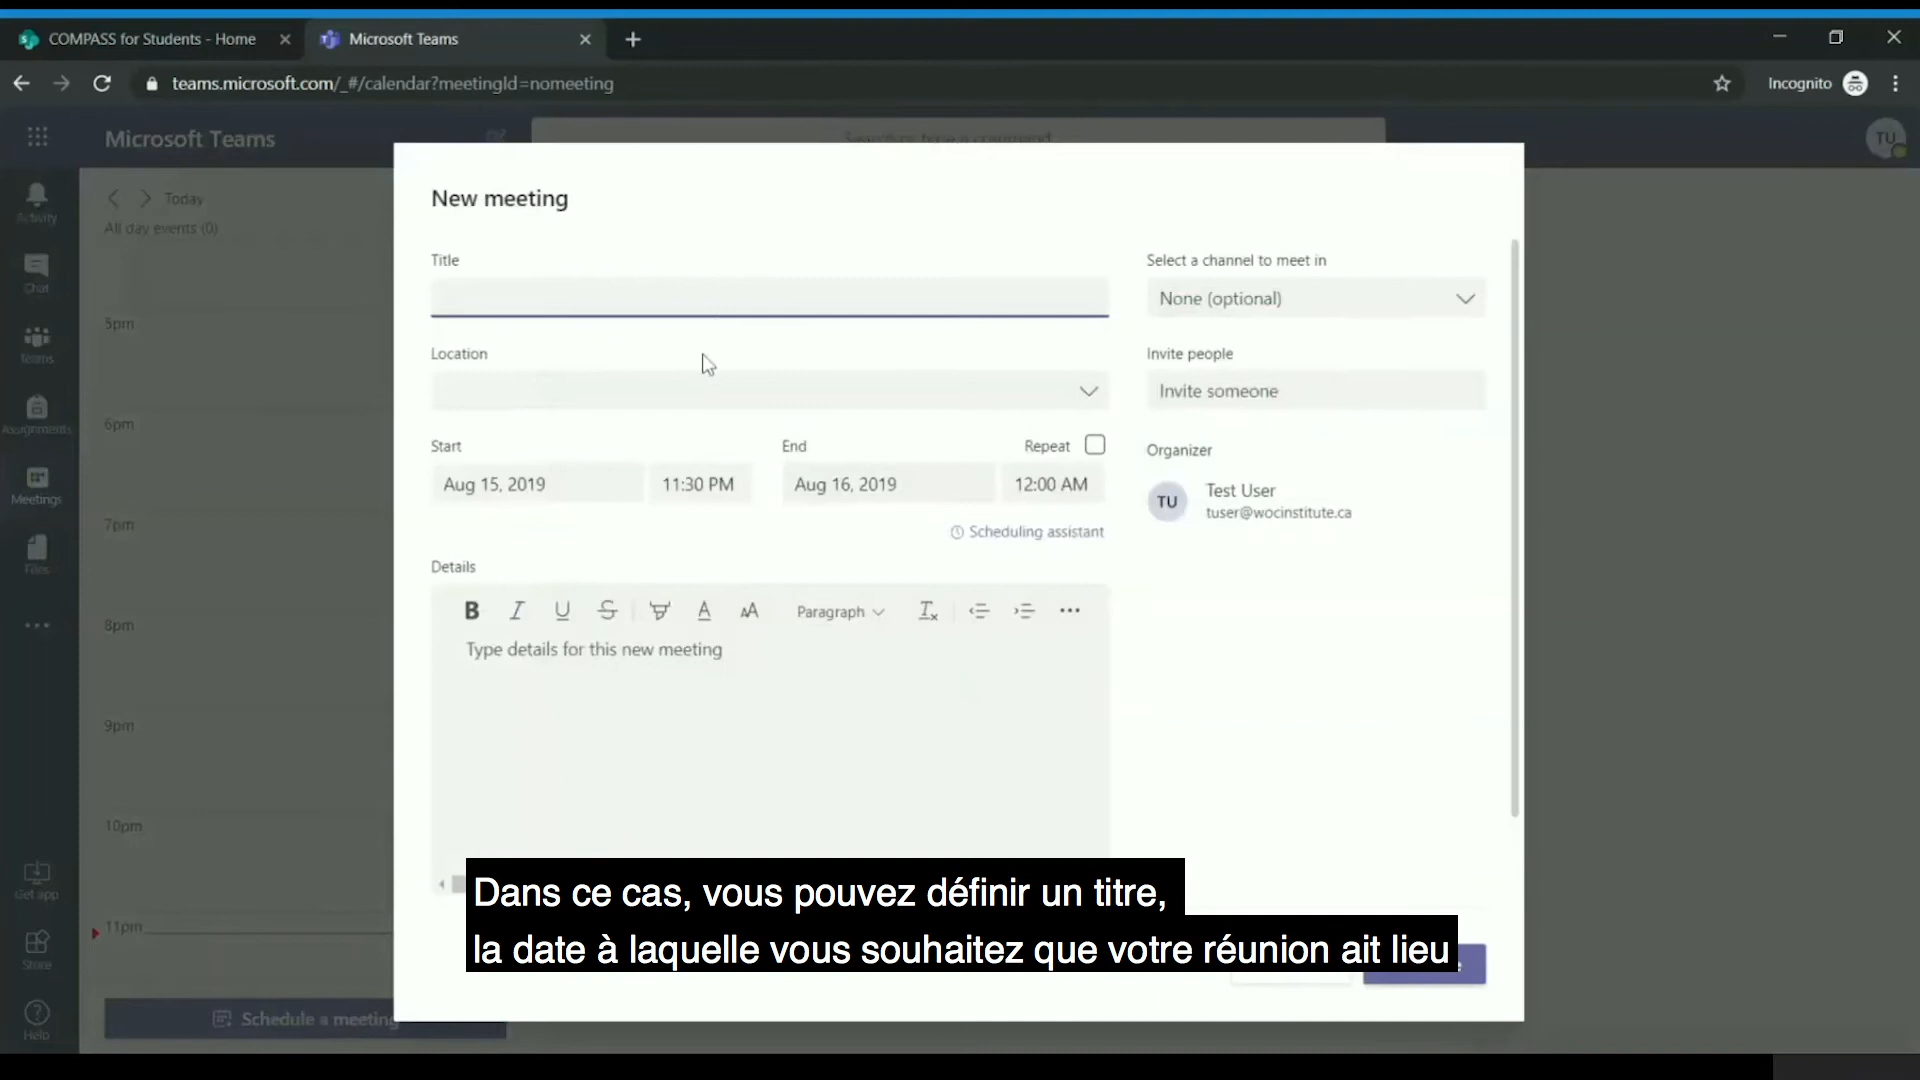 COMPASS for Students - Home
Microsoft Teams
teams.microsoft.com/_#/calendar?meetingId=nomeeting
Incognito
Microsoft Teams
TU
Activity
Chat
Teams
Assignments
Meetings
Files
Get app
Store
Help
Today
All day events (0)
5pm
6pm
7pm
8pm
9pm
10pm
11pm
Schedule a meeting
New meeting
Title
Select a channel to meet in
None (optional)
Location
Invite people
Invite someone
Start
End
Repeat
Aug 15, 2019
11:30 PM
Aug 16, 2019
12:00 AM
Organizer
TU
Test User
tuser@wocinstitute.ca
Scheduling assistant
Details
B I U S A AA Paragraph
Type details for this new meeting
Dans ce cas, vous pouvez définir un titre,
la date à laquelle vous souhaitez que votre réunion ait lieu